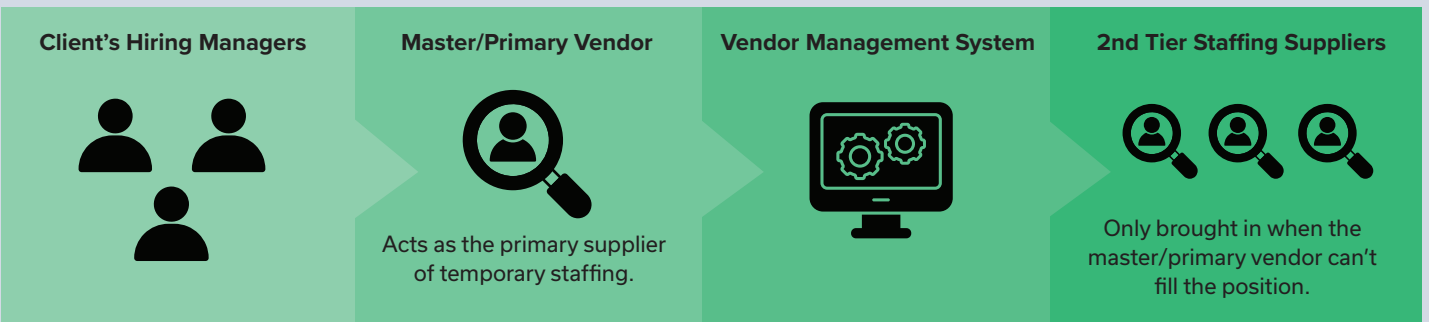 Client’s Hiring Managers
Master/Primary Vendor
Acts as the primary supplier
of temporary staffing.
Vendor Management System
2nd Tier Staffing Suppliers
Only brought in when the
master/primary vendor can’t
fill the position.